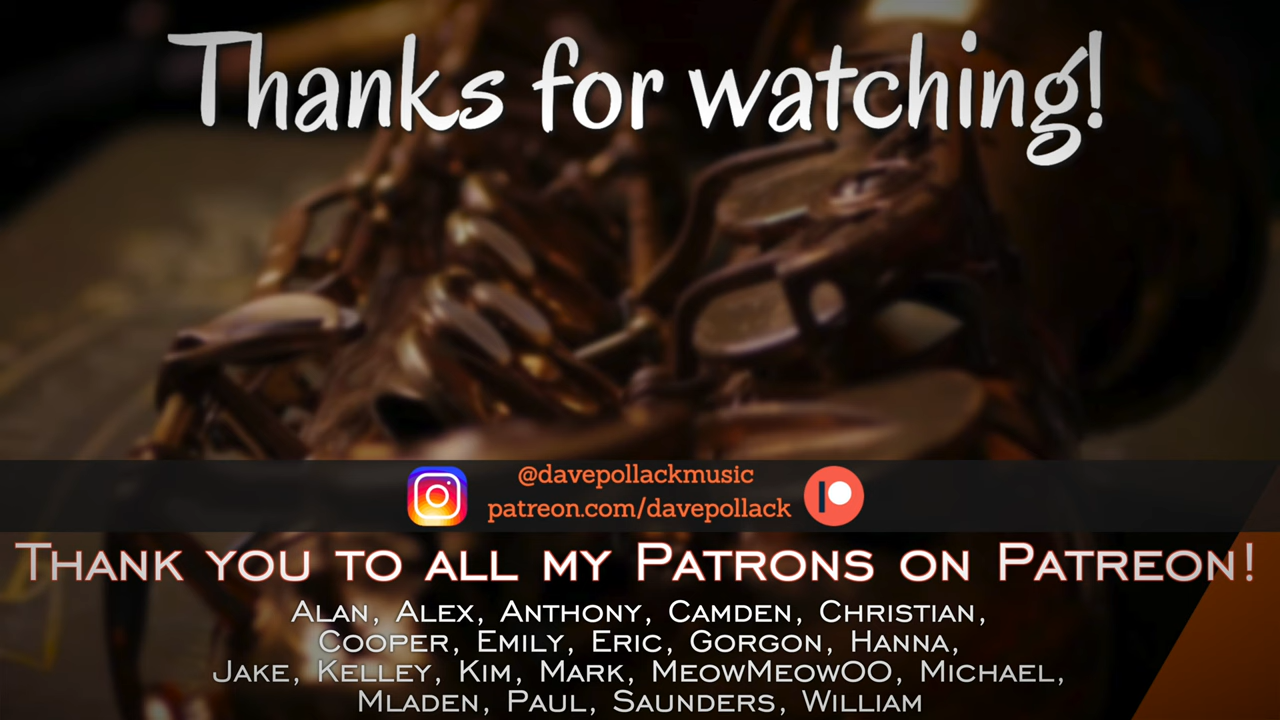 Thanks for watching!
@davepollackmusic
patreon.com/davepollack
Thank you to all my Patrons on Patreon!
Alan, Alex, Anthony, Camden, Christian,
Cooper, Emily, Eric, Gorgon, Hanna,
Jake, Kelley, Kim, Mark, MeowMeowOO, Michael,
Mladen, Paul, Saunders, William